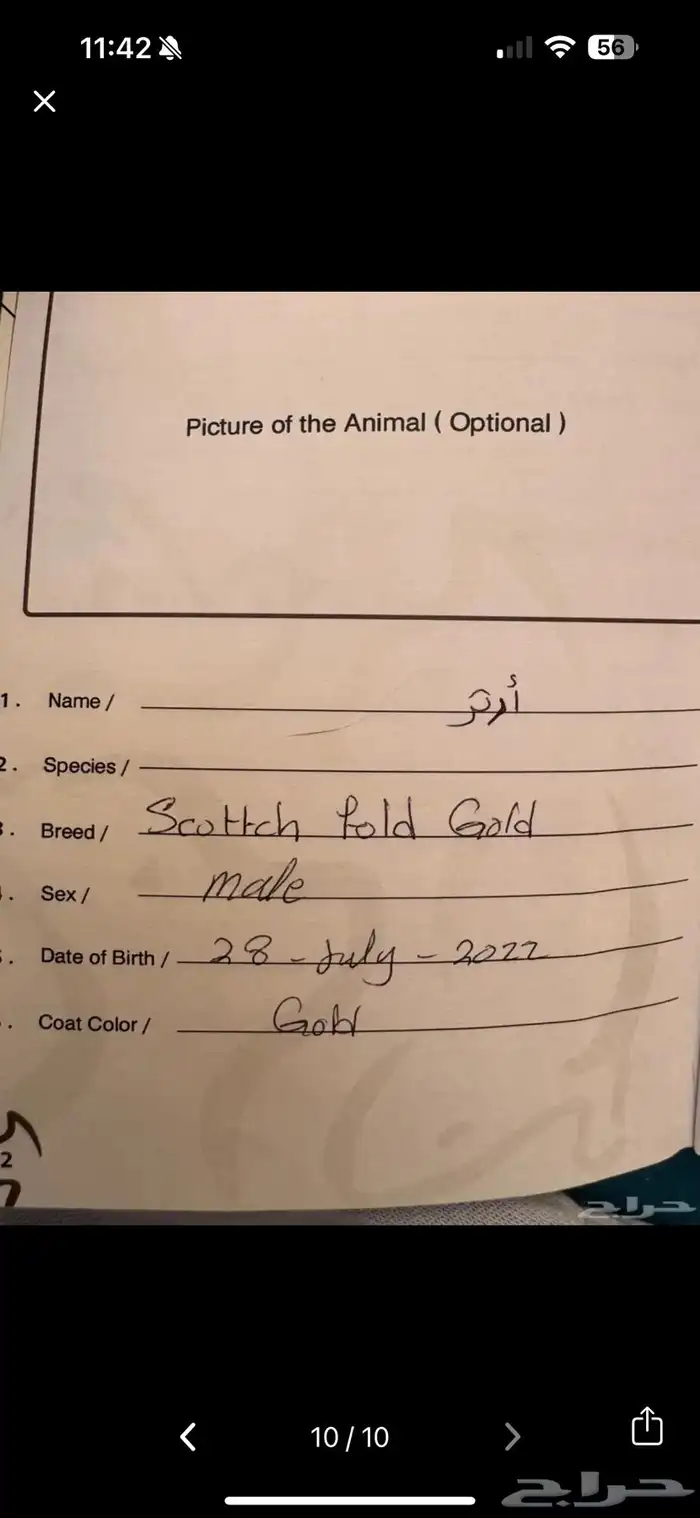 11:42
56
Picture of the Animal ( Optional )
1. Name / أرثر
2. Species /
. Breed / Scottch fold Gold
. Sex / male
. Date of Birth / 28 - July - 2022
. Coat Color / Gold
2
حراج
10 / 10
حراج